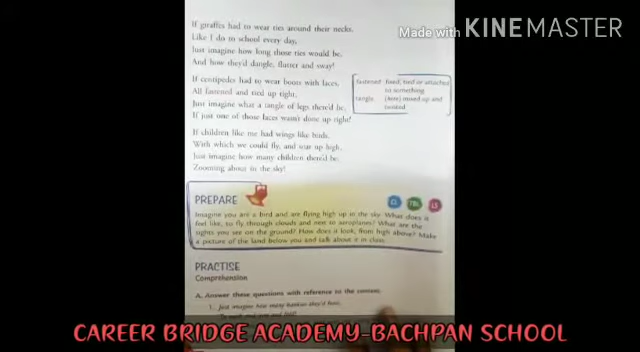 Made with KINEMASTER
If giraffes had to wear ties around their necks,
Like I do to school every day,
Just imagine how long those ties would be,
And how they'd dangle, flutter and sway!
If centipedes had to wear boots with laces,
All fastened and tied up tight,
Just imagine what a tangle of legs there'd be,
If just one of those laces wasn't done up right!
fastened fixed, tied or attached
to something
tangle (here) mixed up and
twisted
If children like me had wings like birds,
With which we could fly, and soar up high,
Just imagine how many children there'd be,
Zooming about in the sky!
PREPARE
CL
TBL
LS
Imagine you are a bird and are flying high up in the sky. What does it
feel like, to fly through clouds and next to aeroplanes? What are the
sights you see on the ground? How does it look, from high above? Make
a picture of the land below you and talk about it in class.
PRACTISE
Comprehension
A. Answer these questions with reference to the context.
1. Just imagine how many hankies they'd have,
CAREER BRIDGE ACADEMY-BACHPAN SCHOOL